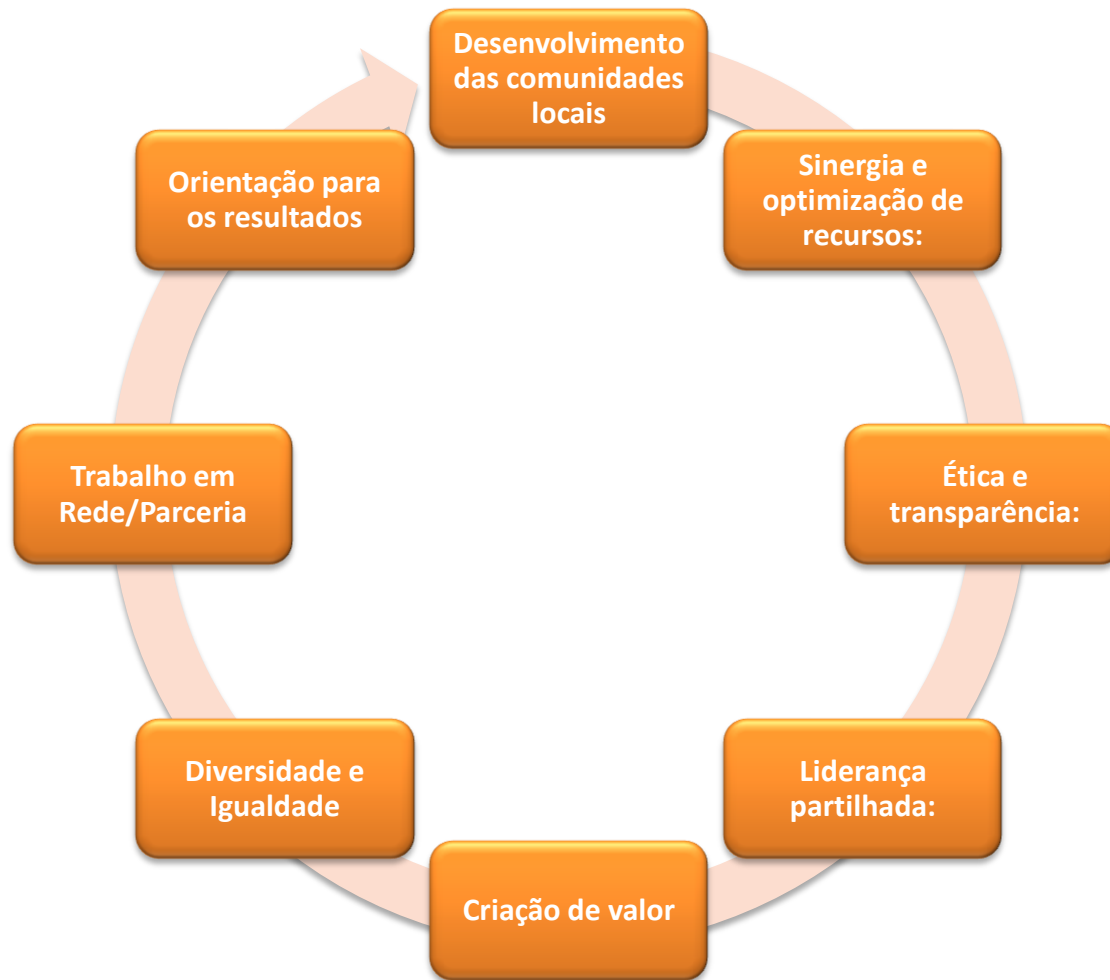 Desenvolvimento
das comunidades
locais
Sinergia e
optimização de
recursos:
Ética e
transparência:
Liderança
partilhada:
Criação de valor
Diversidade e
Igualdade
Trabalho em
Rede/Parceria
Orientação para
os resultados